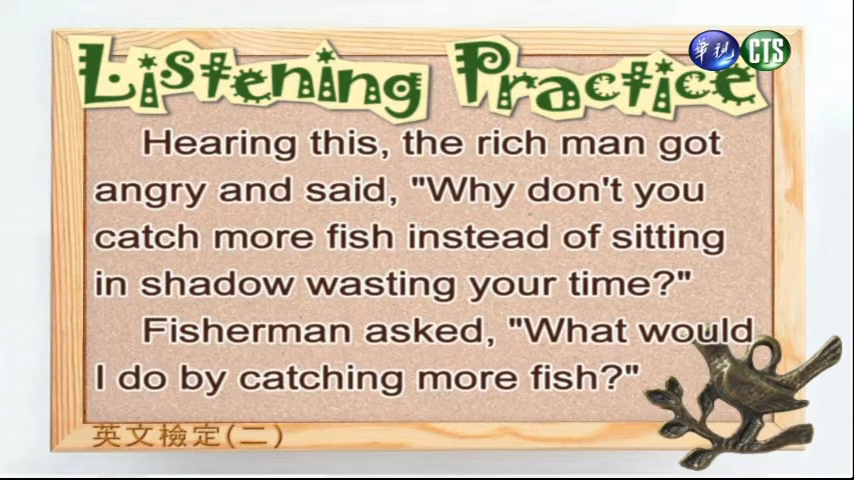 華視 CTS
Listening Practice
Hearing this, the rich man got
angry and said, "Why don't you
catch more fish instead of sitting
in shadow wasting your time?"
Fisherman asked, "What would
I do by catching more fish?"
英文檢定(二)